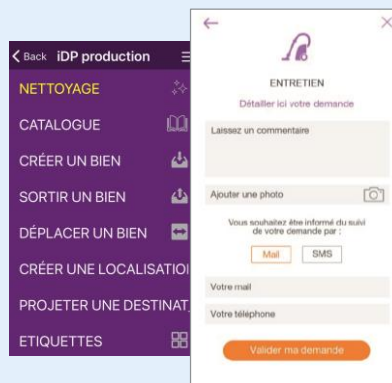 Back iDP production
NETTOYAGE
CATALOGUE
CRÉER UN BIEN
SORTIR UN BIEN
DÉPLACER UN BIEN
CRÉER UNE LOCALISATIO
PROJETER UNE DESTINAT
ETIQUETTES
ENTRETIEN
Détailler ici votre demande
Laissez un commentaire
Ajouter une photo
Vous souhaitez être informé du suivi
de votre demande par :
Mail SMS
Votre mail
Votre téléphone
Valider ma demande